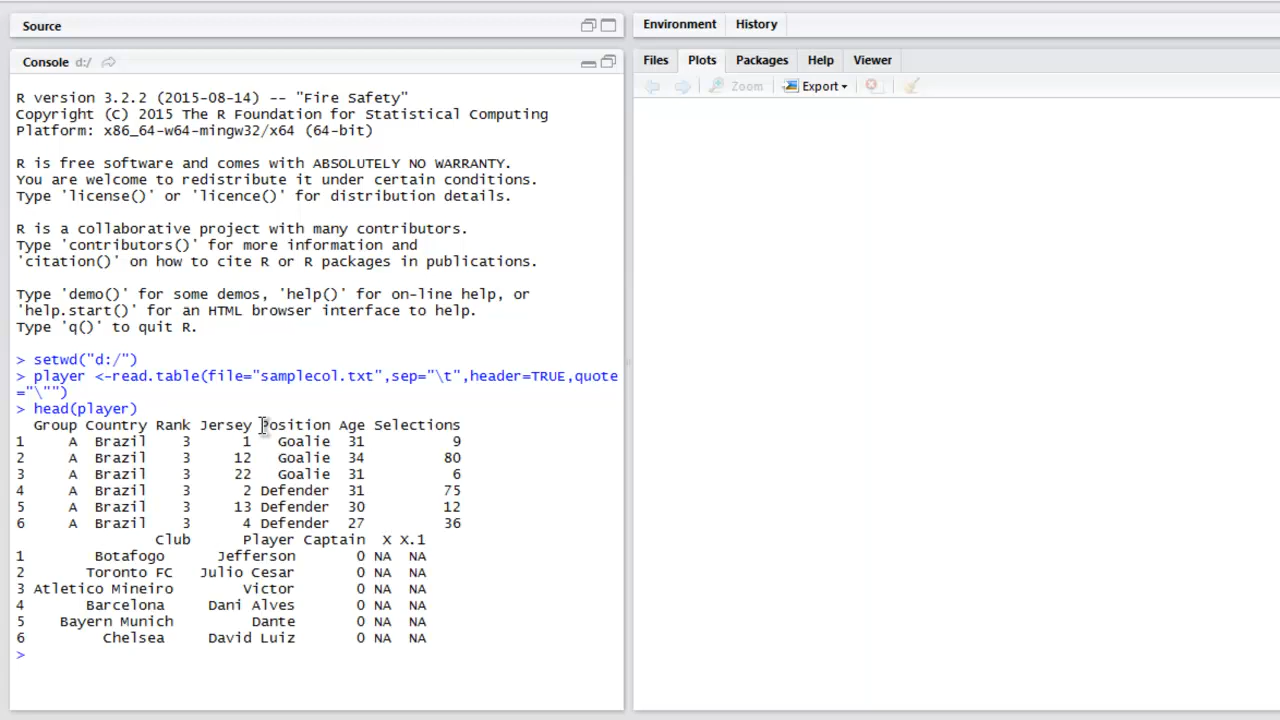 Source
Environment History
Console d:/
Files Plots Packages Help Viewer
Zoom Export
R version 3.2.2 (2015-08-14) -- "Fire Safety"
Copyright (C) 2015 The R Foundation for Statistical Computing
Platform: x86_64-w64-mingw32/x64 (64-bit)
R is free software and comes with ABSOLUTELY NO WARRANTY.
You are welcome to redistribute it under certain conditions.
Type 'license()' or 'licence()' for distribution details.
R is a collaborative project with many contributors.
Type 'contributors()' for more information and
'citation()' on how to cite R or R packages in publications.
Type 'demo()' for some demos, 'help()' for on-line help, or
'help.start()' for an HTML browser interface to help.
Type 'q()' to quit R.
> setwd("d:/")
> player <-read.table(file="samplecol.txt",sep="\t",header=TRUE,quote
="\"")
> head(player)
Group Country Rank Jersey Position Age Selections
1 A Brazil 3 1 Goalie 31 9
2 A Brazil 3 12 Goalie 34 80
3 A Brazil 3 22 Goalie 31 6
4 A Brazil 3 2 Defender 31 75
5 A Brazil 3 13 Defender 30 12
6 A Brazil 3 4 Defender 27 36
Club Player Captain X X.1
1 Botafogo Jefferson 0 NA NA
2 Toronto FC Julio Cesar 0 NA NA
3 Atletico Mineiro Victor 0 NA NA
4 Barcelona Dani Alves 0 NA NA
5 Bayern Munich Dante 0 NA NA
6 Chelsea David Luiz 0 NA NA
>